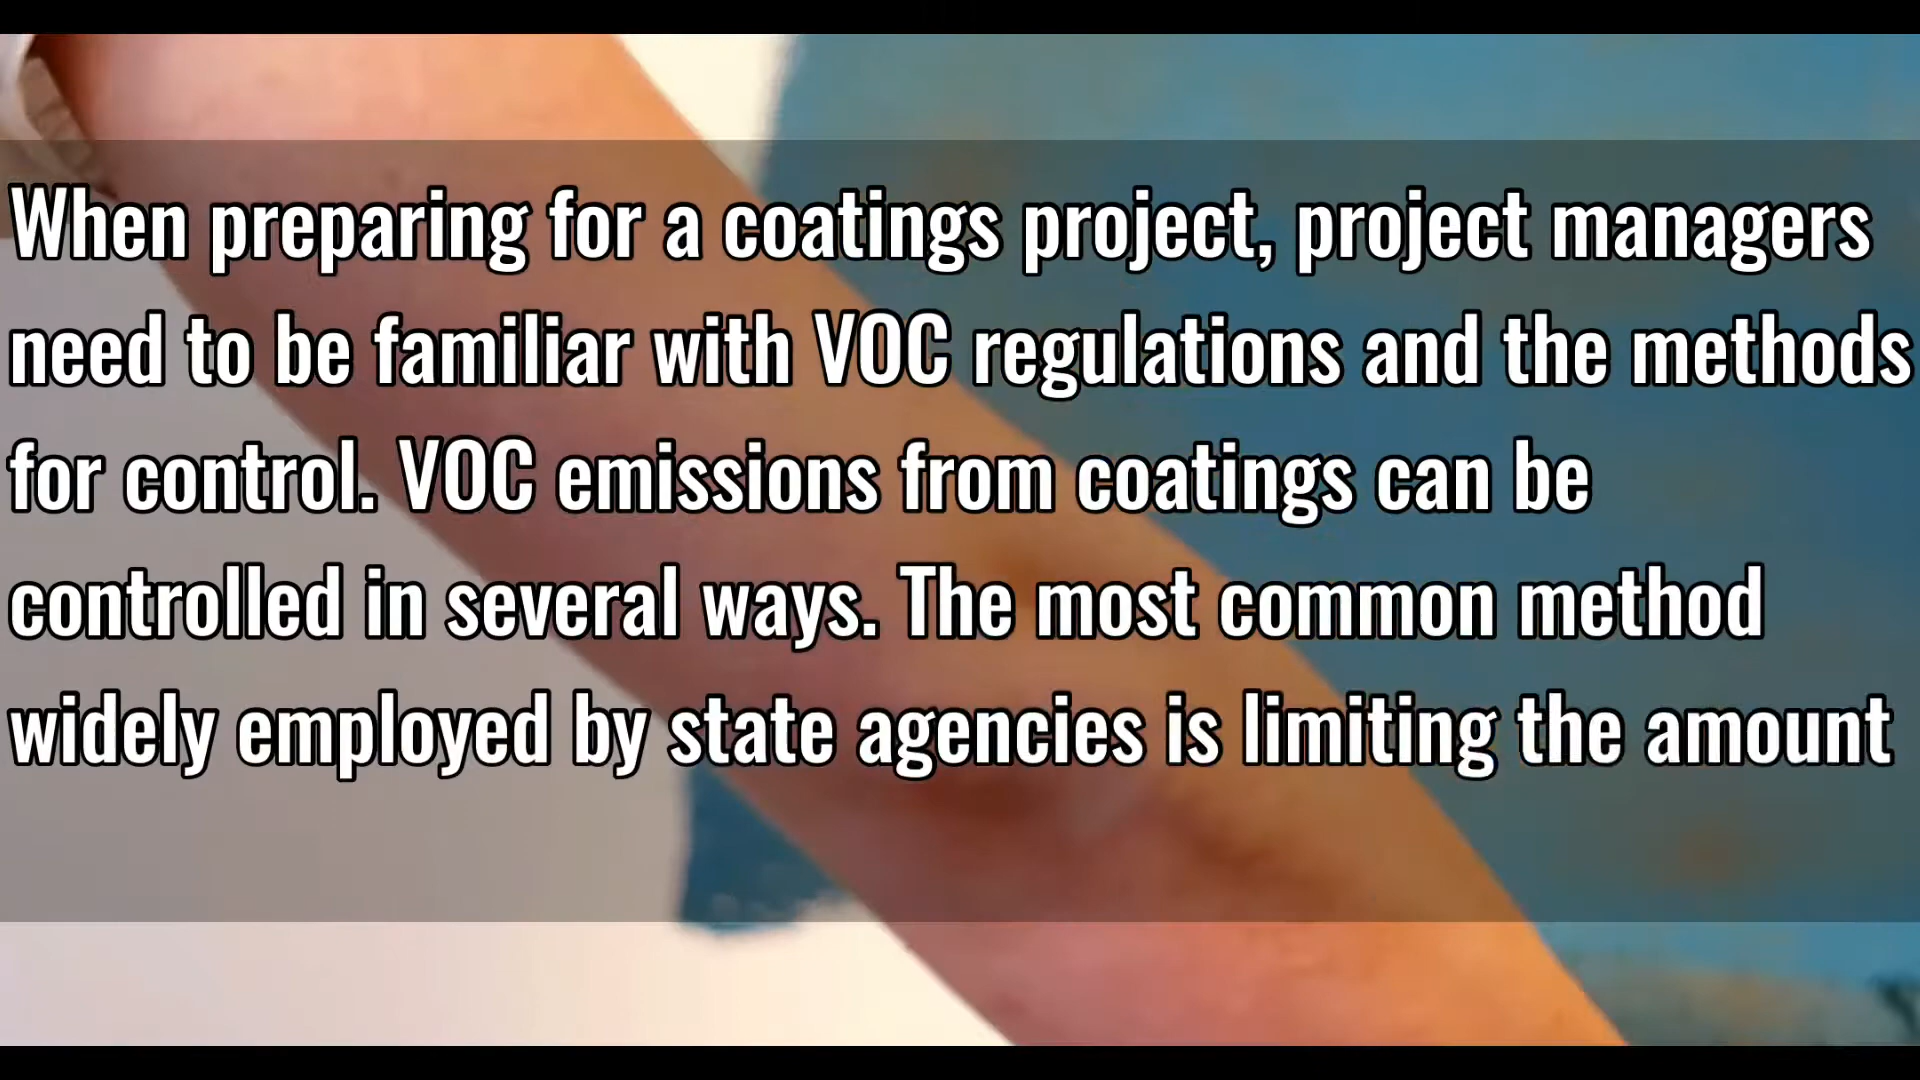 When preparing for a coatings project, project managers
need to be familiar with VOC regulations and the methods
for control. VOC emissions from coatings can be
controlled in several ways. The most common method
widely employed by state agencies is limiting the amount